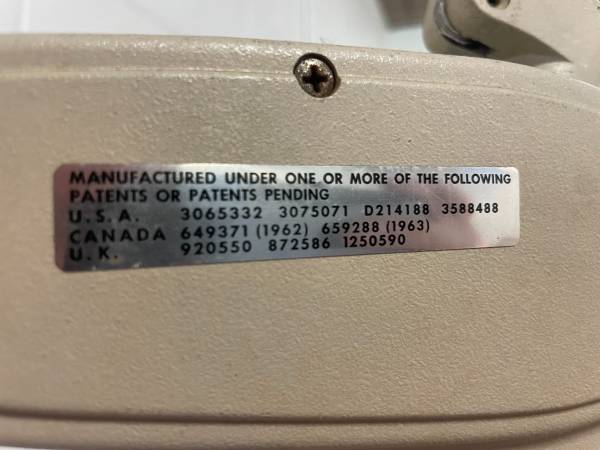 MANUFACTURED UNDER ONE OR MORE OF THE FOLLOWING
PATENTS OR PATENTS PENDING
U.S.A. 3065332 3075071 D214188 3588488
CANADA 649371 (1962) 659288 (1963)
U.K. 920550 872586 1250590